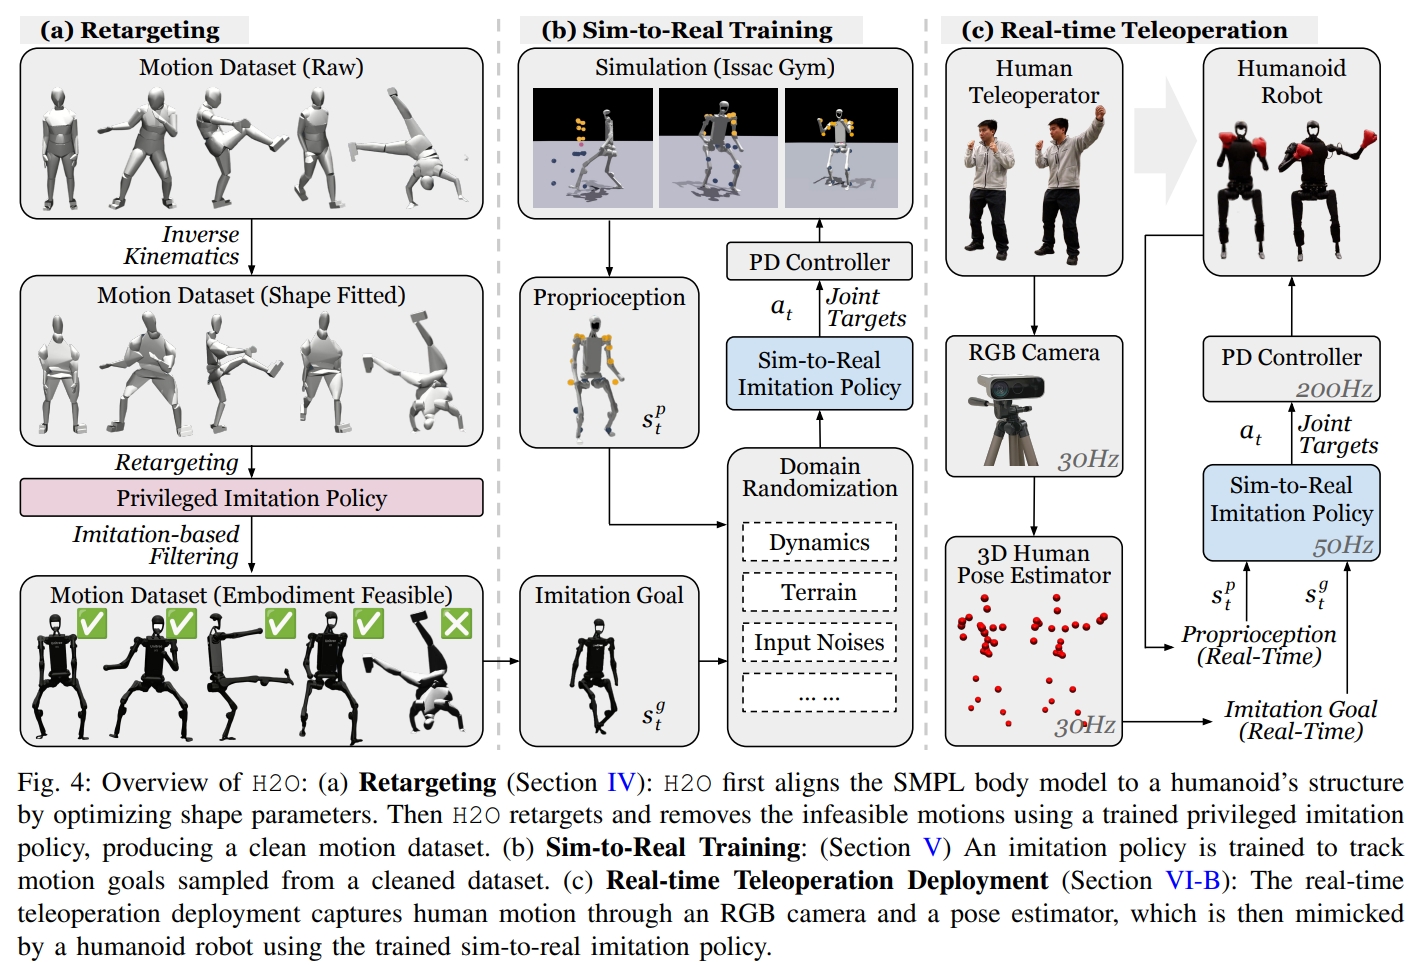 (a) Retargeting
Motion Dataset (Raw)
Inverse
Kinematics
Motion Dataset (Shape Fitted)
Retargeting
Privileged Imitation Policy
Imitation-based
Filtering
Motion Dataset (Embodiment Feasible)
(b) Sim-to-Real Training
Simulation (Issac Gym)
PD Controller
Proprioception
a_t
Joint
Targets
Sim-to-Real
Imitation Policy
s_t^p
Domain
Randomization
Dynamics
Terrain
Input Noises
... ...
Imitation Goal
s_t^g
(c) Real-time Teleoperation
Human
Teleoperator
Humanoid
Robot
RGB Camera
30Hz
PD Controller
200Hz
a_t
Joint
Targets
Sim-to-Real
Imitation Policy
50Hz
3D Human
Pose Estimator
30Hz
s_t^p
s_t^g
Proprioception
(Real-Time)
Imitation Goal
(Real-Time)
Fig. 4: Overview of H2O: (a) Retargeting (Section IV): H2O first aligns the SMPL body model to a humanoid's structure
by optimizing shape parameters. Then H2O retargets and removes the infeasible motions using a trained privileged imitation
policy, producing a clean motion dataset. (b) Sim-to-Real Training: (Section V) An imitation policy is trained to track
motion goals sampled from a cleaned dataset. (c) Real-time Teleoperation Deployment (Section VI-B): The real-time
teleoperation deployment captures human motion through an RGB camera and a pose estimator, which is then mimicked
by a humanoid robot using the trained sim-to-real imitation policy.